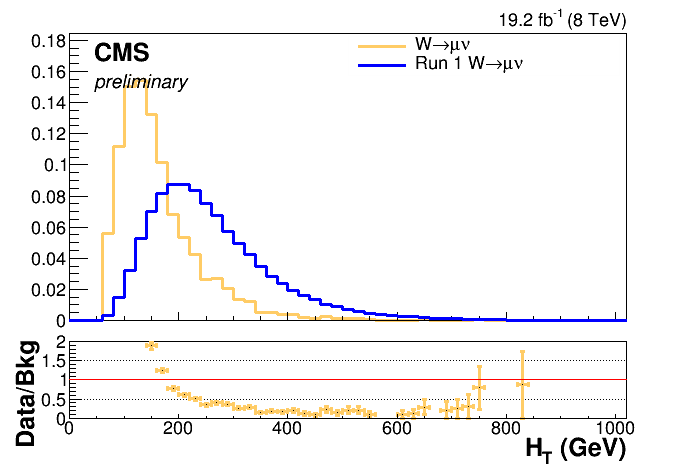 19.2 fb-1 (8 TeV)
CMS
preliminary
W→μν
Run 1 W→μν
0.18
0.16
0.14
0.12
0.1
0.08
0.06
0.04
0.02
0
Data/Bkg
2
1.5
1
0.5
0
0 200 400 600 800 1000
HT (GeV)